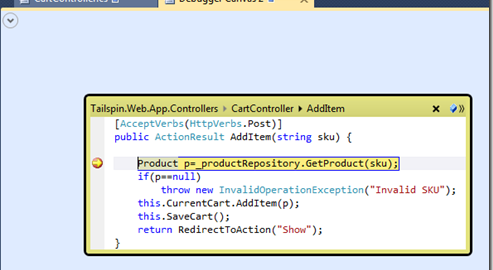 CartController.cs
Debugger Canvas 2
Tailspin.Web.App.Controllers CartController AddItem
[AcceptVerbs(HttpVerbs.Post)]
public ActionResult AddItem(string sku) {
Product p=_productRepository.GetProduct(sku);
if(p==null)
throw new InvalidOperationException("Invalid SKU");
this.CurrentCart.AddItem(p);
this.SaveCart();
return RedirectToAction("Show");
}